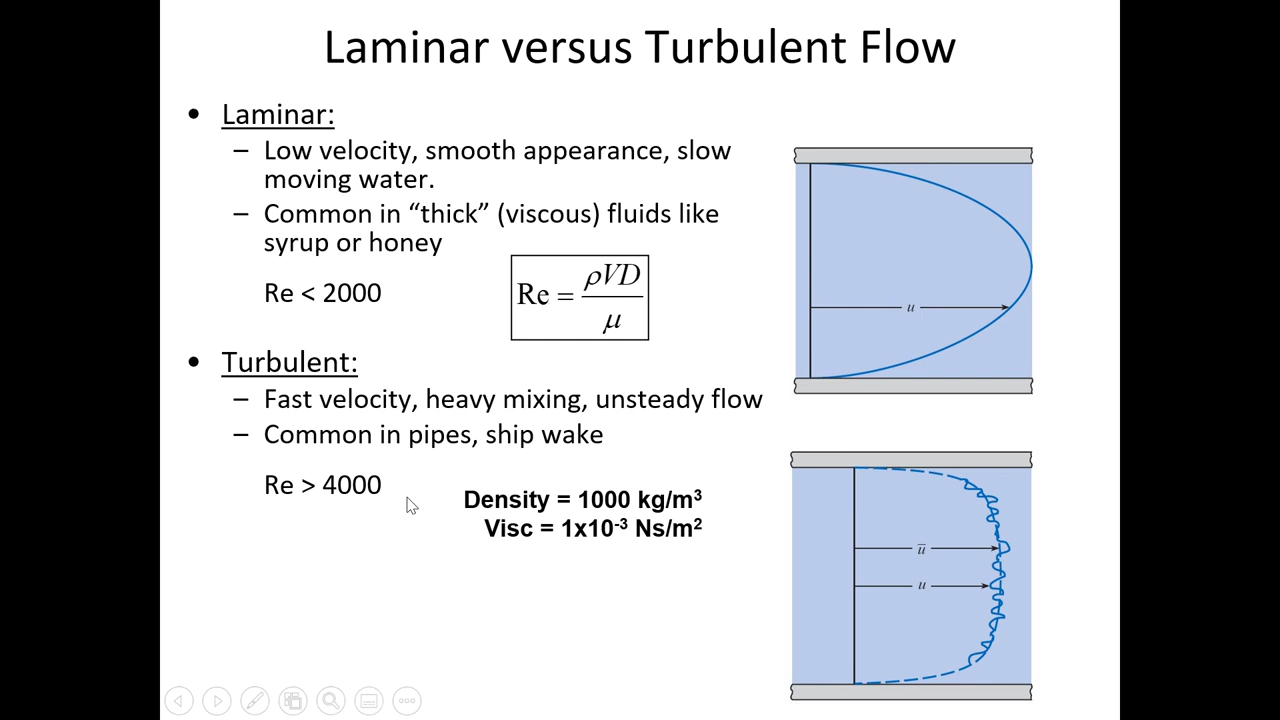 Laminar versus Turbulent Flow
• Laminar:
– Low velocity, smooth appearance, slow
moving water.
– Common in “thick” (viscous) fluids like
syrup or honey
Re < 2000
Re = ρVD / μ
• Turbulent:
– Fast velocity, heavy mixing, unsteady flow
– Common in pipes, ship wake
Re > 4000
Density = 1000 kg/m³
Visc = 1x10⁻³ Ns/m²
u
u̅
u